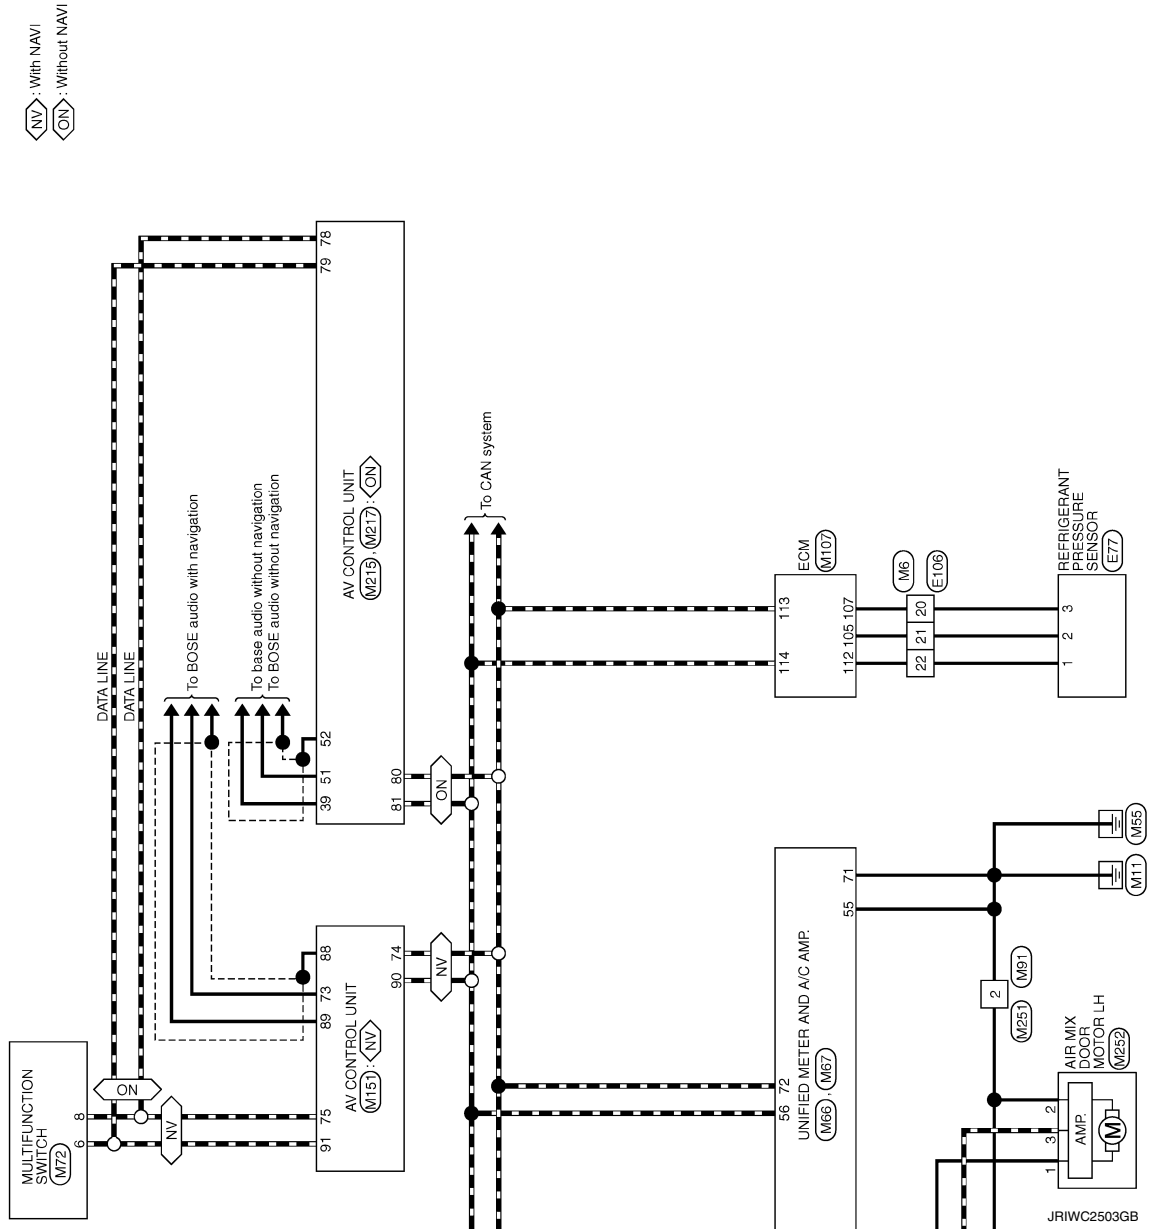 NV : With NAVI
ON : Without NAVI
78
79
DATA LINE
DATA LINE
To BOSE audio with navigation
To base audio without navigation
To BOSE audio without navigation
AV CONTROL UNIT
M215 , M217 : ON
52
51
39
80
81
ON
To CAN system
ECM
M107
113
114
107
105
112
M6
E106
20
21
22
REFRIGERANT
PRESSURE
SENSOR
E77
3
2
1
88
73
89
74
90
NV
AV CONTROL UNIT
M151 : NV
75
91
MULTIFUNCTION
SWITCH
M72
8
6
ON
NV
72
56
UNIFIED METER AND A/C AMP.
M66 , M67
71
55
M55
M11
2
M91
M251
AIR MIX
DOOR
MOTOR LH
M252
2
3
1
AMP.
M
JRIWC2503GB